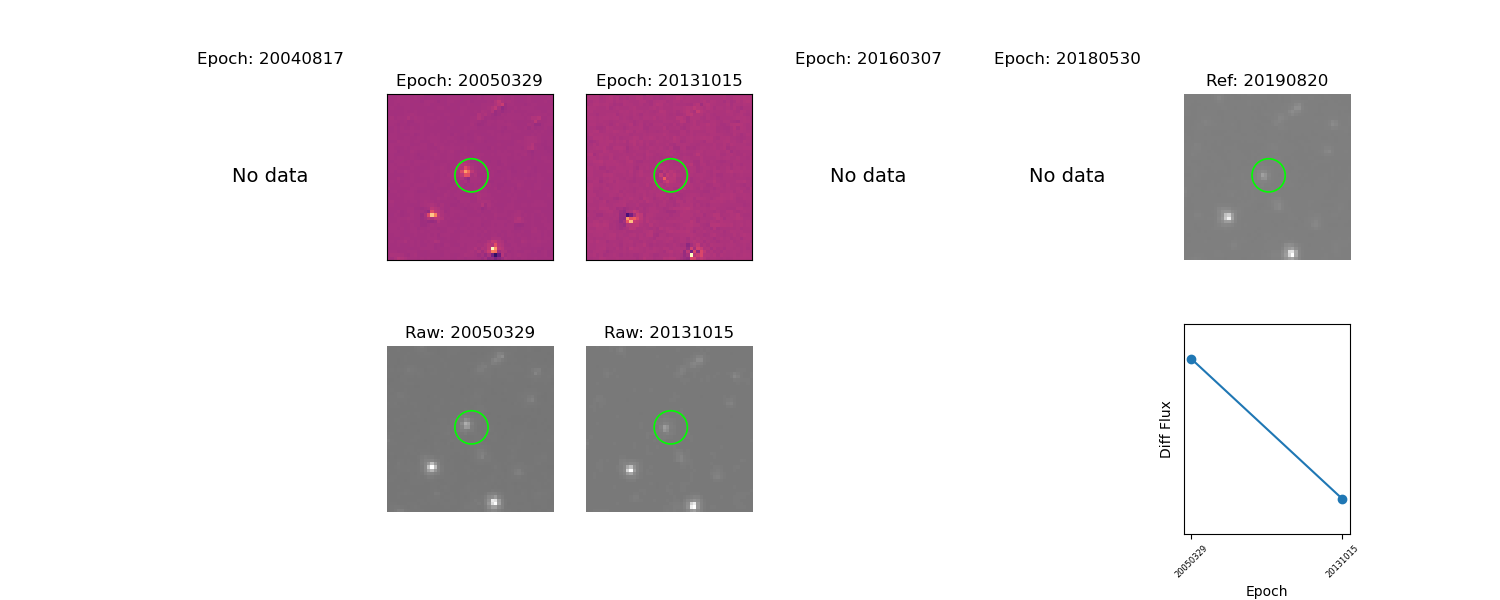 Epoch: 20040817
No data
Epoch: 20050329
Epoch: 20131015
Epoch: 20160307
No data
Epoch: 20180530
No data
Ref: 20190820
Raw: 20050329
Raw: 20131015
Diff Flux
20050329
20131015
Epoch